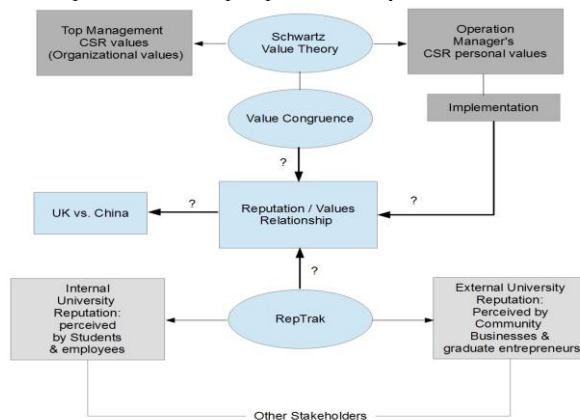 Top Management
CSR values
(Organizational values)
Schwartz
Value Theory
Operation
Manager's
CSR personal values
Value Congruence
Implementation
?
?
?
UK vs. China
Reputation / Values
Relationship
?
Internal
University
Reputation:
perceived
by Students
& employees
RepTrak
External University
Reputation:
Perceived by
Community
Businesses &
graduate entrepreneurs
Other Stakeholders